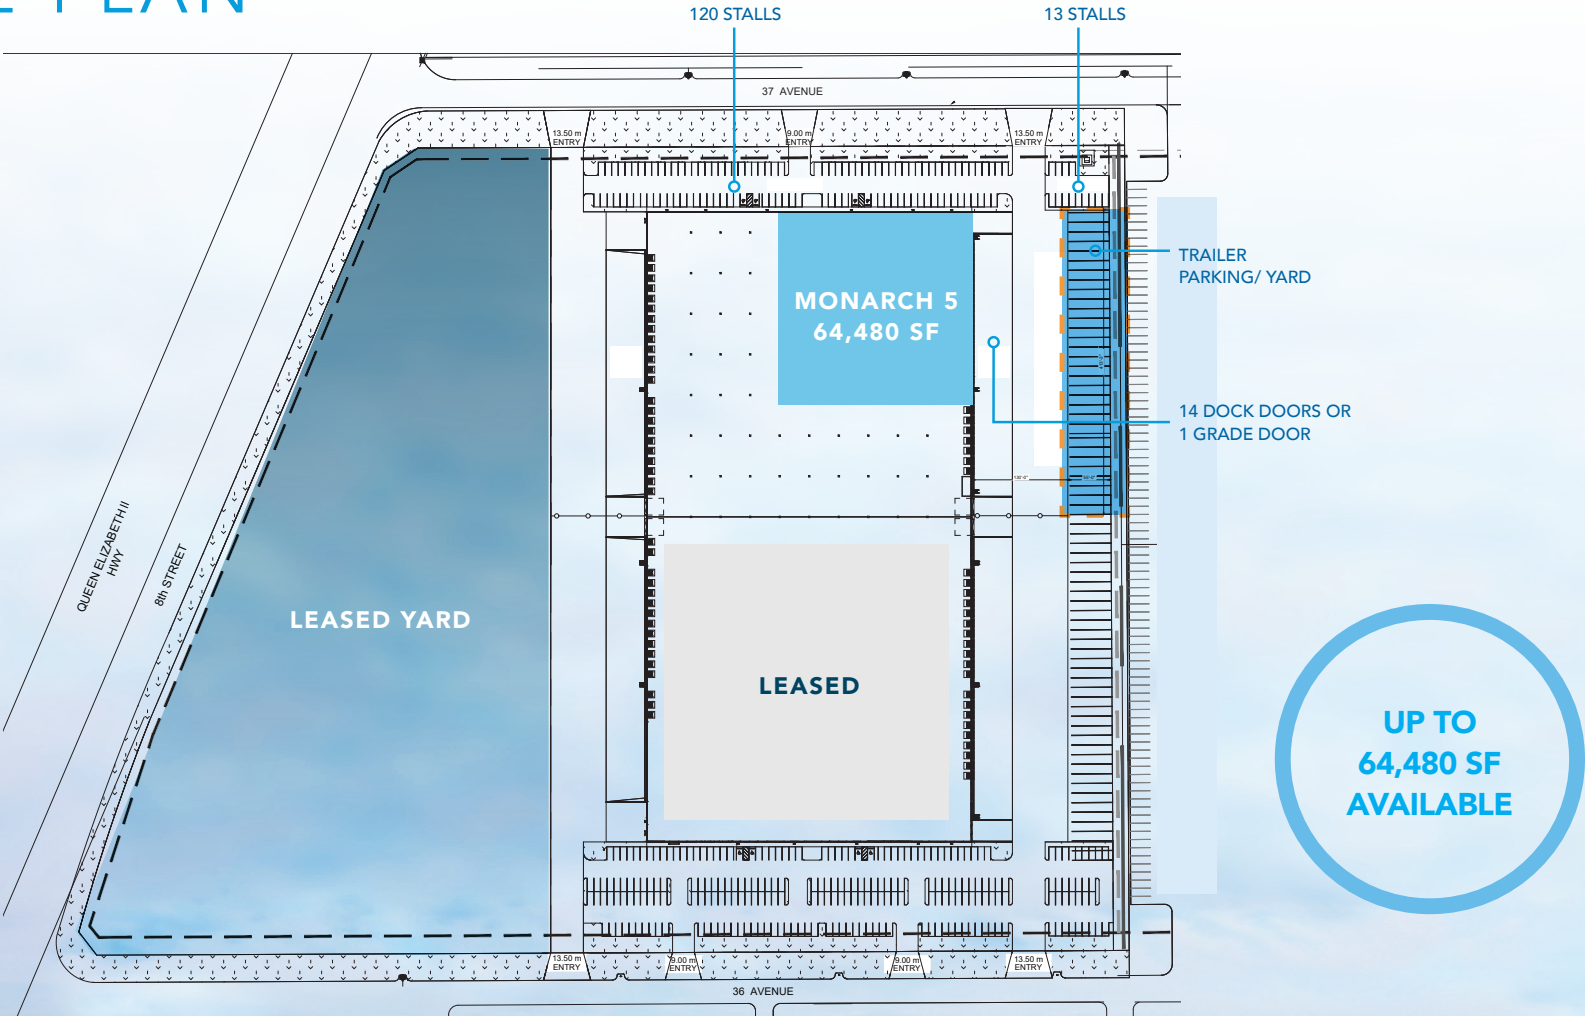 E PLAN
120 STALLS
13 STALLS
37 AVENUE
13.50 m
ENTRY
9.00 m
ENTRY
13.50 m
ENTRY
TRAILER
PARKING/ YARD
MONARCH 5
64,480 SF
14 DOCK DOORS OR
1 GRADE DOOR
QUEEN ELIZABETH II
HWY
8th STREET
LEASED YARD
LEASED
UP TO
64,480 SF
AVAILABLE
13.50 m
ENTRY
9.00 m
ENTRY
9.00 m
ENTRY
13.50 m
ENTRY
36 AVENUE